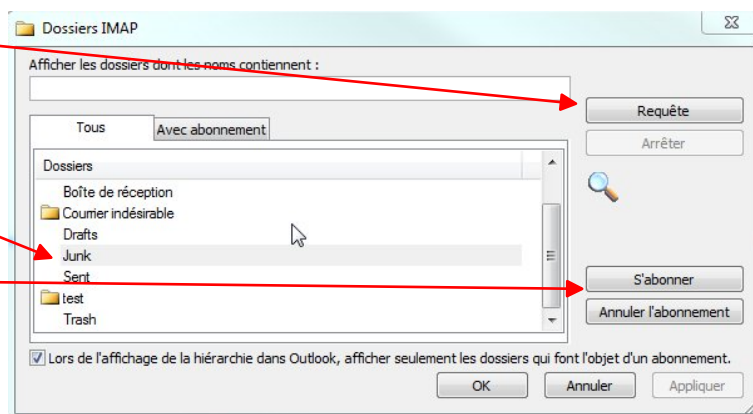 Dossiers IMAP
Afficher les dossiers dont les noms contiennent :
Requête
Tous
Avec abonnement
Arrêter
Dossiers
Boîte de réception
Courrier indésirable
Drafts
Junk
Sent
S'abonner
test
Annuler l'abonnement
Trash
Lors de l'affichage de la hiérarchie dans Outlook, afficher seulement les dossiers qui font l'objet d'un abonnement.
OK
Annuler
Appliquer